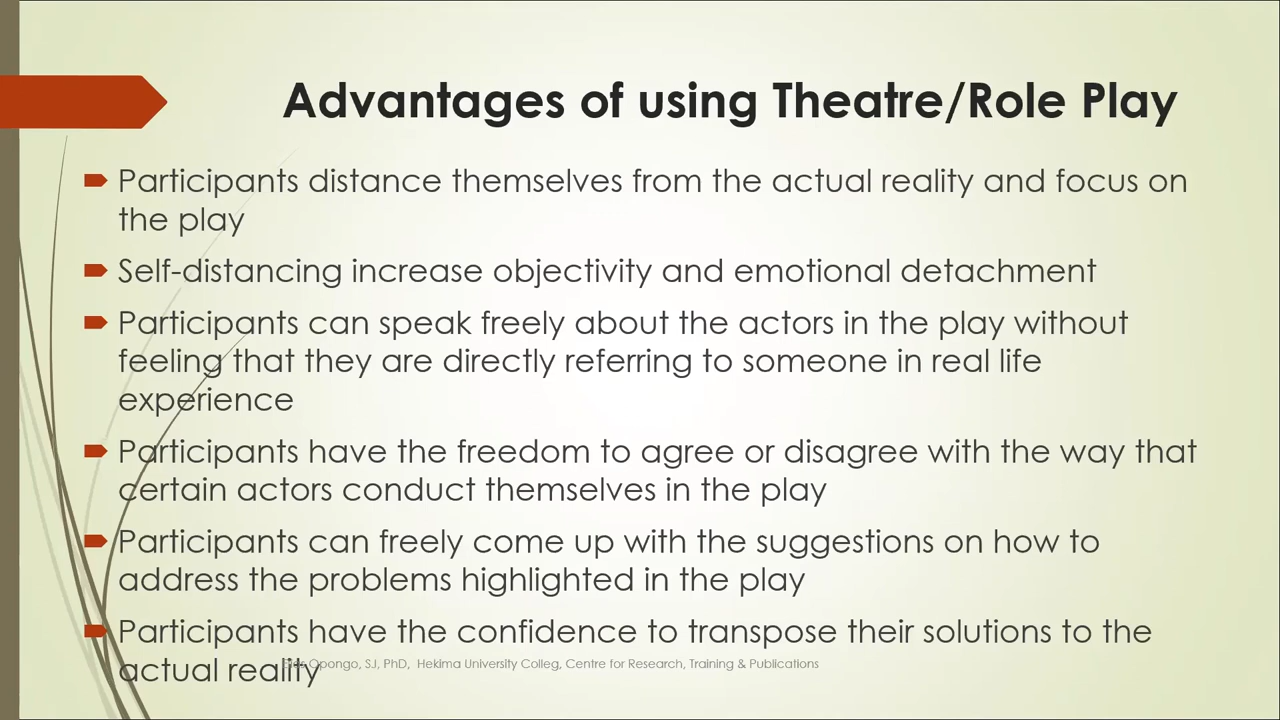 Advantages of using Theatre/Role Play
Participants distance themselves from the actual reality and focus on
the play
Self-distancing increase objectivity and emotional detachment
Participants can speak freely about the actors in the play without
feeling that they are directly referring to someone in real life
experience
Participants have the freedom to agree or disagree with the way that
certain actors conduct themselves in the play
Participants can freely come up with the suggestions on how to
address the problems highlighted in the play
Participants have the confidence to transpose their solutions to the
actual reality
Opongo, SJ, PhD, Hekima University Colleg, Centre for Research, Training & Publications